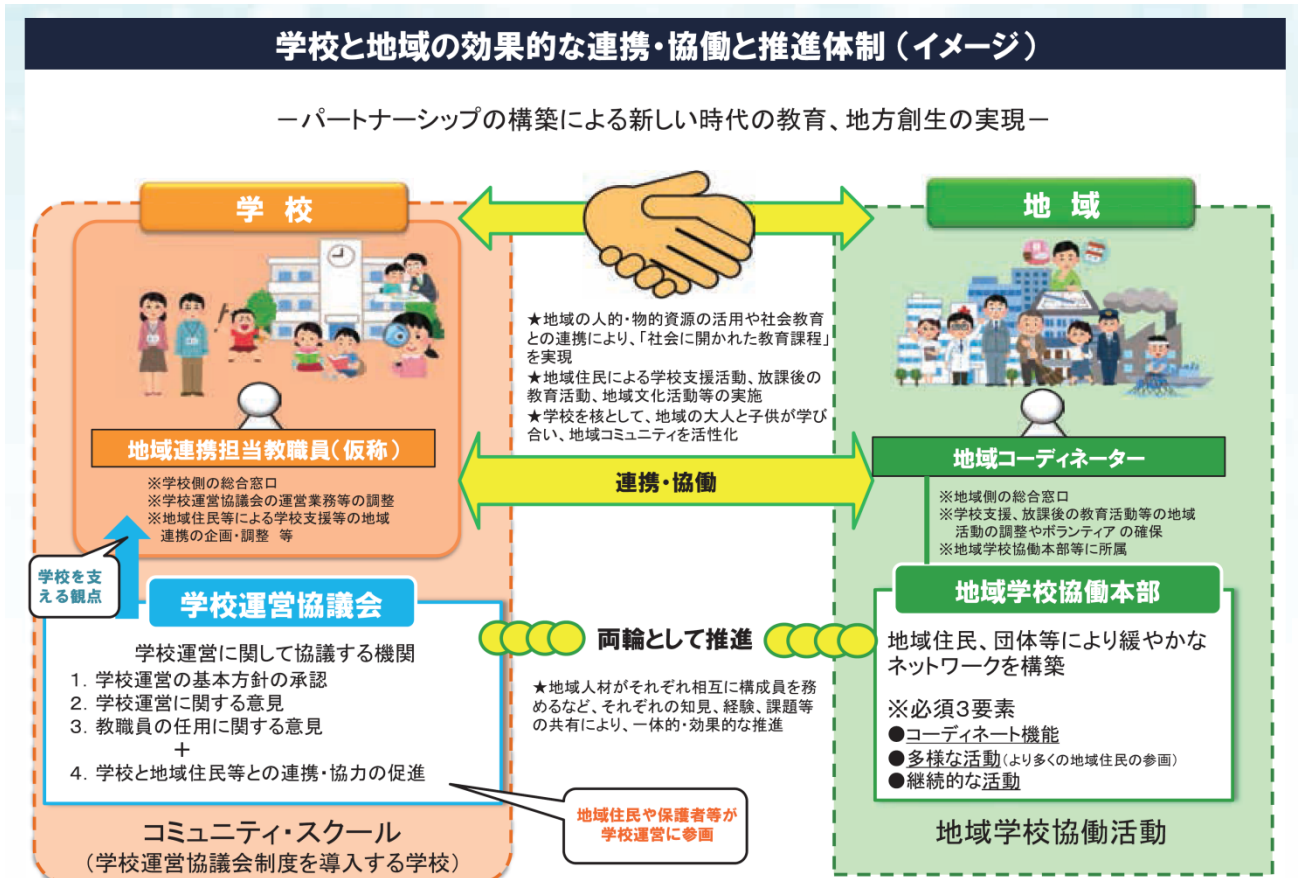 学校と地域の効果的な連携・協働と推進体制（イメージ）
－パートナーシップの構築による新しい時代の教育、地方創生の実現－
学校
地域連携担当教職員（仮称）
※学校側の総合窓口
※学校運営協議会の運営業務等の調整
※地域住民等による学校支援等の地域
連携の企画・調整 等
学校を支
える観点
学校運営協議会
学校運営に関して協議する機関
1. 学校運営の基本方針の承認
2. 学校運営に関する意見
3. 教職員の任用に関する意見
＋
4. 学校と地域住民等との連携・協力の促進
コミュニティ・スクール
（学校運営協議会制度を導入する学校）
★地域の人的・物的資源の活用や社会教育
との連携により、「社会に開かれた教育課程」
を実現
★地域住民による学校支援活動、放課後の
教育活動、地域文化活動等の実施
★学校を核として、地域の大人と子供が学び
合い、地域コミュニティを活性化
連携・協働
両輪として推進
★地域人材がそれぞれ相互に構成員を務
めるなど、それぞれの知見、経験、課題等
の共有により、一体的・効果的な推進
地域住民や保護者等が
学校運営に参画
地域
地域コーディネーター
※地域側の総合窓口
※学校支援、放課後の教育活動等の地域
活動の調整やボランティアの確保
※地域学校協働本部等に所属
地域学校協働本部
地域住民、団体等により緩やかな
ネットワークを構築
※必須３要素
●コーディネート機能
●多様な活動（より多くの地域住民の参画）
●継続的な活動
地域学校協働活動